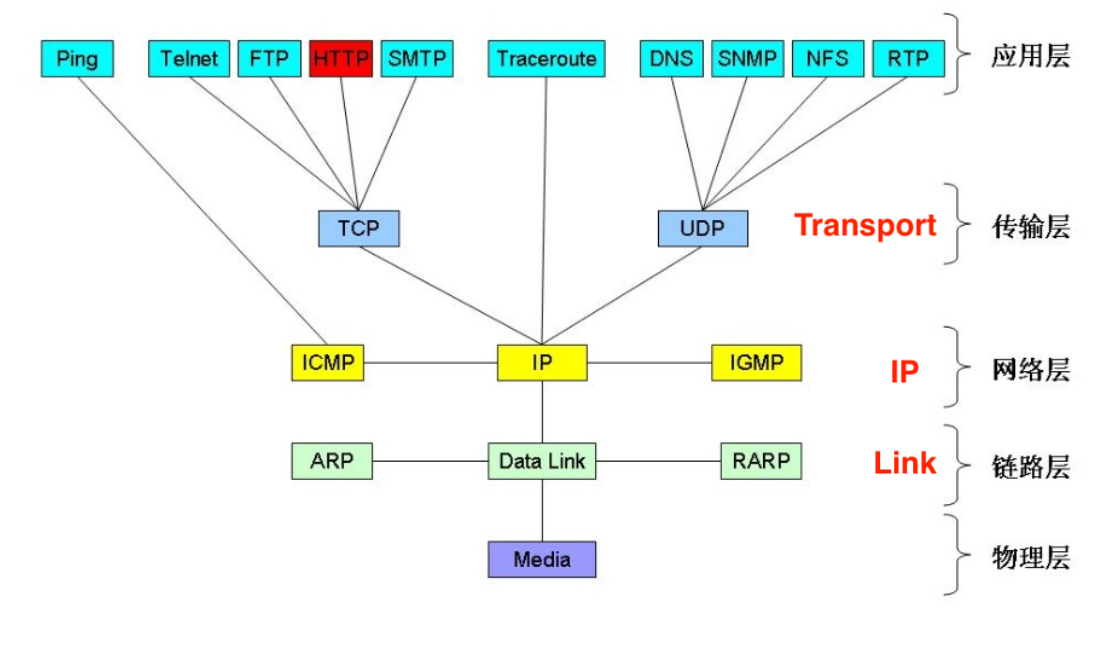 Ping Telnet FTP HTTP SMTP Traceroute DNS SNMP NFS RTP 应用层
TCP UDP Transport 传输层
ICMP IP IGMP IP 网络层
ARP Data Link RARP Link 链路层
Media 物理层